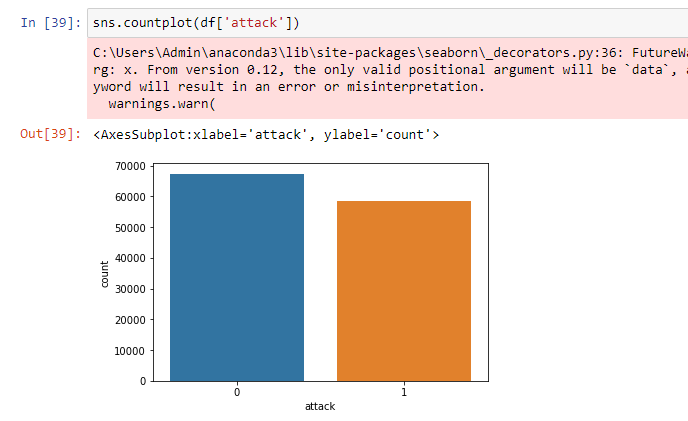 In [39]: sns.countplot(df['attack'])
C:\Users\Admin\anaconda3\lib\site-packages\seaborn\_decorators.py:36:
rg: x. From version 0.12, the only valid positional argument will be `data`,
yword will result in an error or misinterpretation.
warnings.warn(
Out[39]: <AxesSubplot:xlabel='attack', ylabel='count'>
70000
60000
50000
40000
30000
20000
10000
0
count
0 1
attack